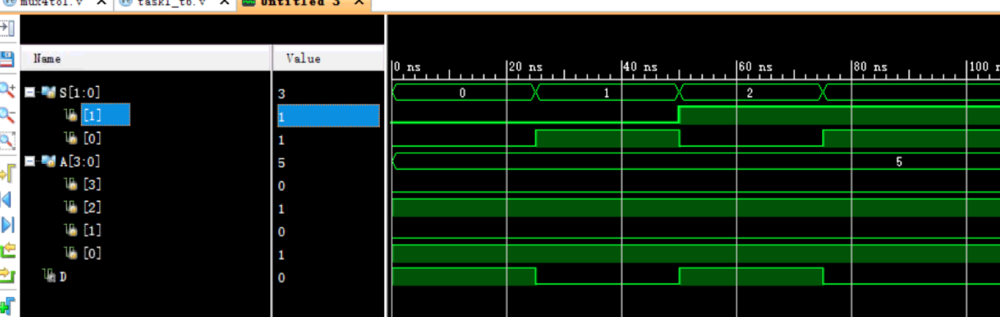 mux4to1.v task1_tb.v Untitled 3
Name Value
0 ns 20 ns 40 ns 60 ns 80 ns 100 n
S[1:0] 3 0 1 2
[1] 1
[0] 1
A[3:0] 5 5
[3] 0
[2] 1
[1] 0
[0] 1
D 0